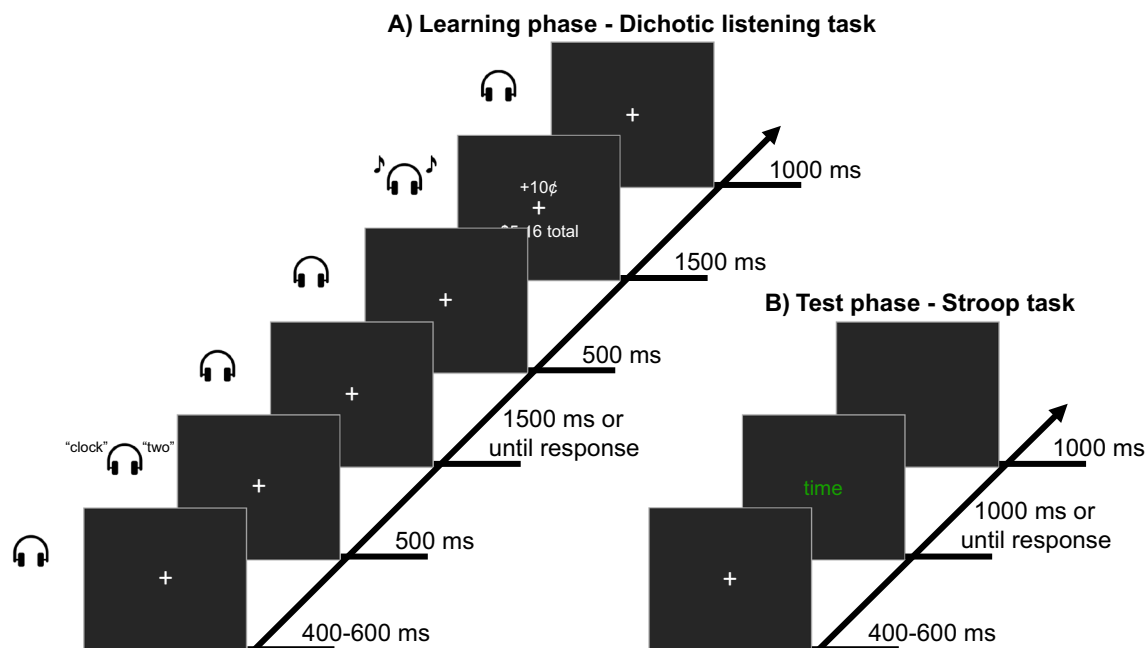 A) Learning phase - Dichotic listening task
1000 ms
+10¢
16 total
1500 ms
500 ms
1500 ms or
until response
“clock” “two”
500 ms
400-600 ms
B) Test phase - Stroop task
1000 ms
time
1000 ms or
until response
400-600 ms